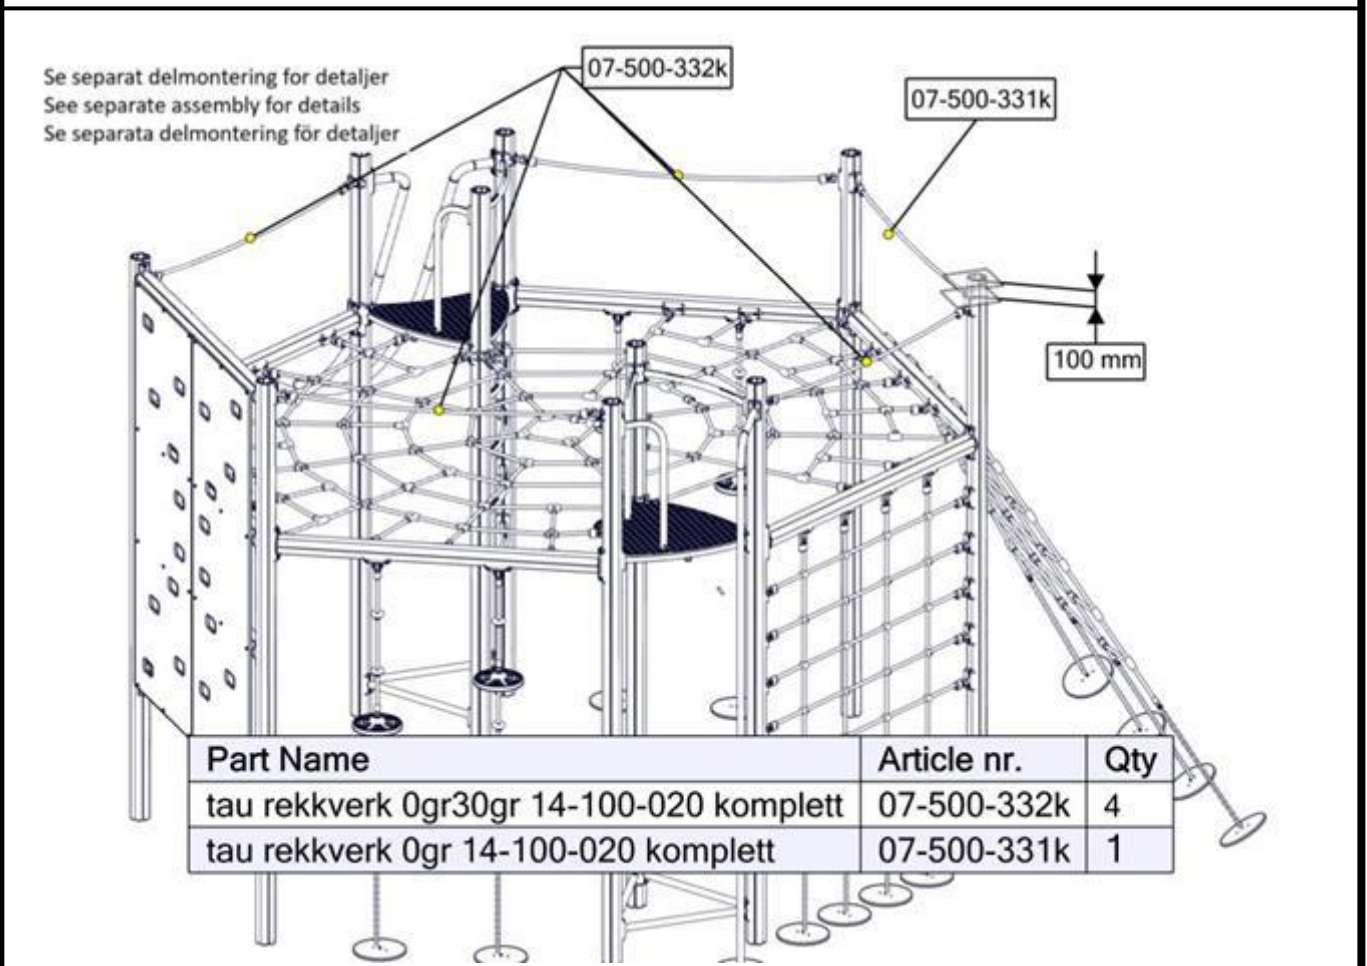 Se separat delmontering for detaljer
See separate assembly for details
Se separata delmontering för detaljer
07-500-332k
07-500-331k
100 mm
Part Name Article nr. Qty
tau rekkverk 0gr30gr 14-100-020 komplett 07-500-332k 4
tau rekkverk 0gr 14-100-020 komplett 07-500-331k 1